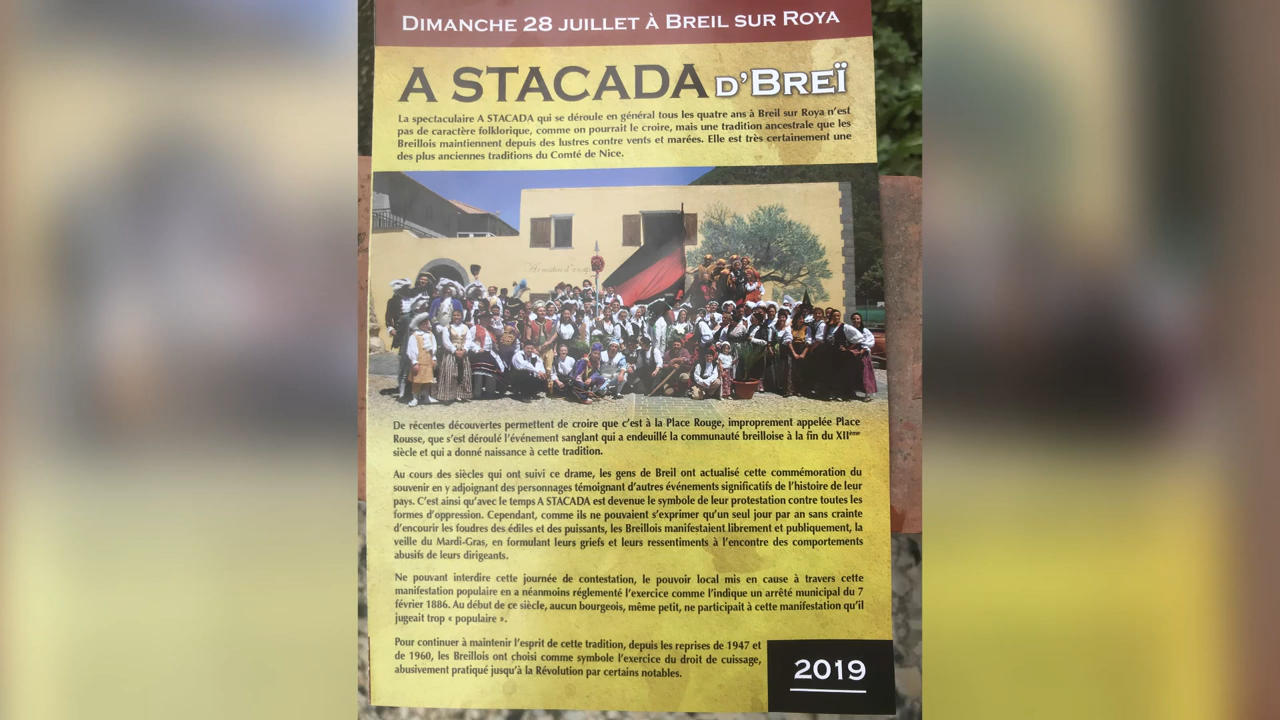 DIMANCHE 28 JUILLET À BREIL SUR ROYA
A STACADA D'BREÏ
La spectaculaire A STACADA qui se déroule en général tous les quatre ans à Breil sur Roya n'est
pas de caractère folklorique, comme on pourrait le croire, mais une tradition ancestrale que les
Breillois maintiennent depuis des lustres contre vents et marées. Elle est très certainement une
des plus anciennes traditions du Comté de Nice.
De récentes découvertes permettent de croire que c'est à la Place Rouge, improprement appelée Place
Rousse, que s'est déroulé l'événement sanglant qui a endeuillé la communauté breilloise à la fin du XIIème
siècle et qui a donné naissance à cette tradition.
Au cours des siècles qui ont suivi ce drame, les gens de Breil ont actualisé cette commémoration du
souvenir en y adjoignant des personnages témoignant d'autres événements significatifs de l'histoire de leur
pays. C'est ainsi qu'avec le temps A STACADA est devenue le symbole de leur protestation contre toutes les
formes d'oppression. Cependant, comme ils ne pouvaient s'exprimer qu'un seul jour par an sans crainte
d'encourir les foudres des édiles et des puissants, les Breillois manifestaient librement et publiquement, la
veille du Mardi-Gras, en formulant leurs griefs et leurs ressentiments à l'encontre des comportements
abusifs de leurs dirigeants.
Ne pouvant interdire cette journée de contestation, le pouvoir local mis en cause à travers cette
manifestation populaire en a néanmoins réglementé l'exercice comme l'indique un arrêté municipal du 7
février 1886. Au début de ce siècle, aucun bourgeois, même petit, ne participait à cette manifestation qu'il
jugeait trop « populaire ».
Pour continuer à maintenir l'esprit de cette tradition, depuis les reprises de 1947 et
de 1960, les Breillois ont choisi comme symbole l'exercice du droit de cuissage,
abusivement pratiqué jusqu'à la Révolution par certains notables.
2019